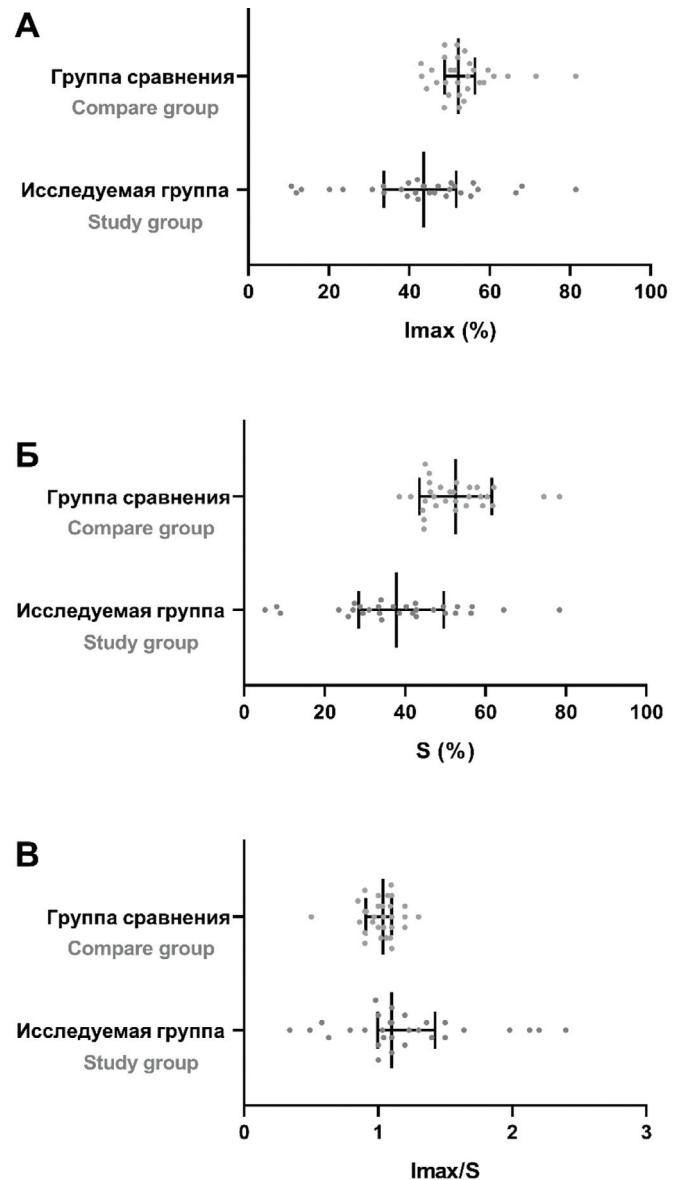 А
Группа сравнения
Compare group
Исследуемая группа
Study group
0 20 40 60 80 100
Imax (%)
Б
Группа сравнения
Compare group
Исследуемая группа
Study group
0 20 40 60 80 100
S (%)
В
Группа сравнения
Compare group
Исследуемая группа
Study group
0 1 2 3
Imax/S